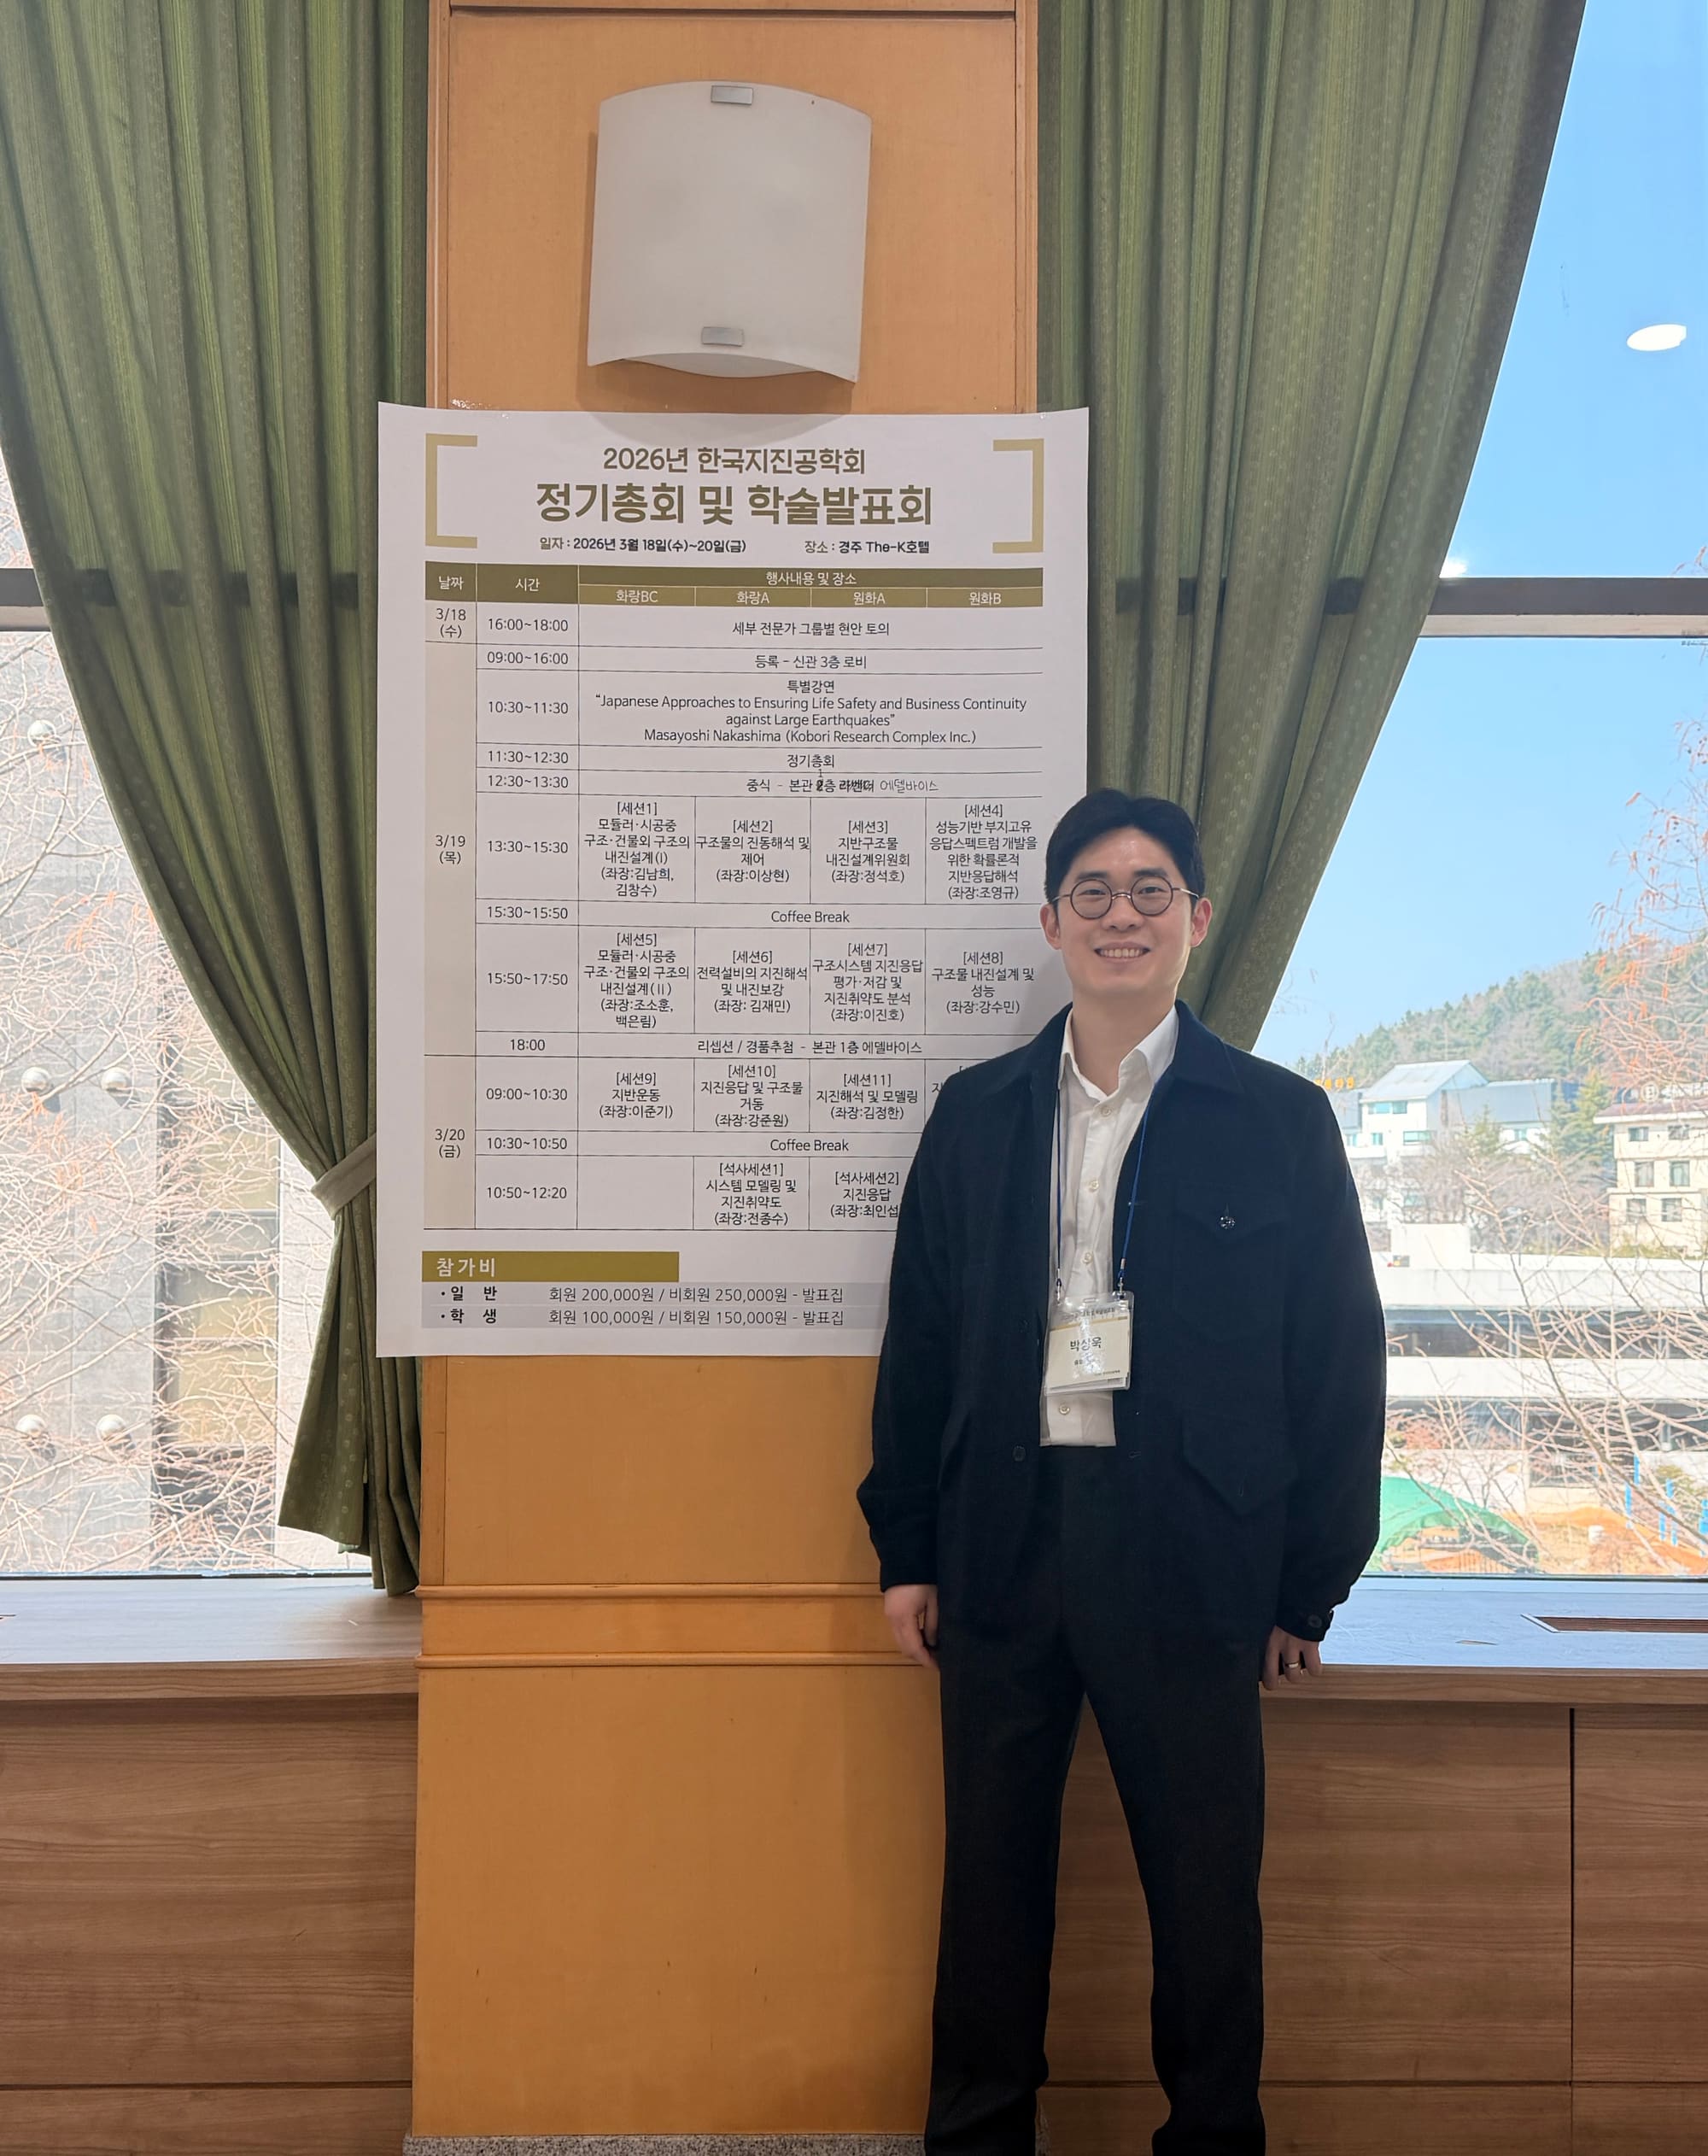 2026년 한국지진공학회
정기총회 및 학술발표회
일자 : 2026년 3월 18일(수)~20일(금) 장소 : 경주 The-K호텔
날짜 시간 행사내용 및 장소
화랑BC 화랑A 원화A 원화B
3/18
(수)
16:00~18:00
세부 전문가 그룹별 현안 토의
3/19
(목)
09:00~16:00
등록 - 신관 3층 로비
10:30~11:30
특별강연
“Japanese Approaches to Ensuring Life Safety and Business Continuity
against Large Earthquakes”
Masayoshi Nakashima (Kobori Research Complex Inc.)
11:30~12:30
정기총회
12:30~13:30
중식 - 본관 1층 에델바이스
13:30~15:30
[세션1]
모듈러·시공중
구조·건물외 구조의
내진설계(I)
(좌장:김남희,
김창수)
[세션2]
구조물의 진동해석 및
제어
(좌장:이상현)
[세션3]
지반구조물
내진설계위원회
(좌장:정석호)
[세션4]
성능기반 부지고유
응답스펙트럼 개발을
위한 확률론적
지반응답해석
(좌장:조영규)
15:30~15:50
Coffee Break
15:50~17:50
[세션5]
모듈러·시공중
구조·건물외 구조의
내진설계(II)
(좌장:조소훈,
백은림)
[세션6]
전력설비의 지진해석
및 내진보강
(좌장: 김재민)
[세션7]
구조시스템 지진응답
평가·저감 및
지진취약도 분석
(좌장:이진호)
[세션8]
구조물 내진설계 및
성능
(좌장:강수민)
18:00
리셉션 / 경품추첨 - 본관 1층 에델바이스
3/20
(금)
09:00~10:30
[세션9]
지반운동
(좌장:이준기)
[세션10]
지진응답 및 구조물
거동
(좌장:강준원)
[세션11]
지진해석 및 모델링
(좌장:김정한)
10:30~10:50
Coffee Break
10:50~12:20
[석사세션1]
시스템 모델링 및
지진취약도
(좌장:전종수)
[석사세션2]
지진응답
(좌장:최인섭
참가비
· 일 반 회원 200,000원 / 비회원 250,000원 - 발표집
· 학 생 회원 100,000원 / 비회원 150,000원 - 발표집
박상욱